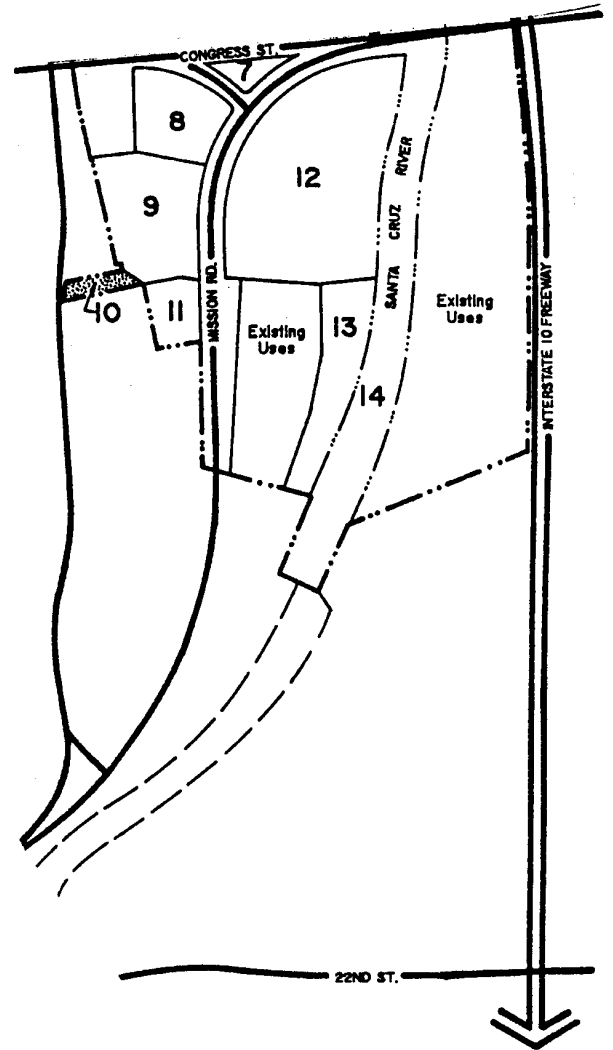 CONGRESS ST.
7
8
12
9
SANTA CRUZ RIVER
10
11
MISSION RD.
Existing
Uses
13
Existing
Uses
INTERSTATE 10 FREEWAY
14
22ND ST.